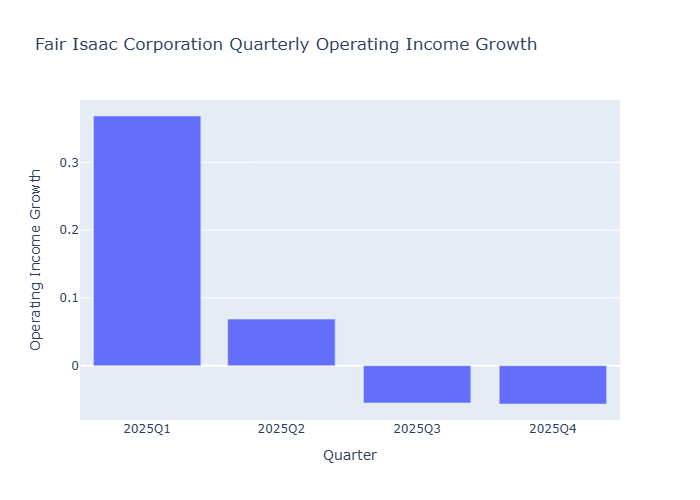 Fair Isaac Corporation Quarterly Operating Income Growth
Operating Income Growth
0.3
0.2
0.1
0
2025Q1
2025Q2
2025Q3
2025Q4
Quarter